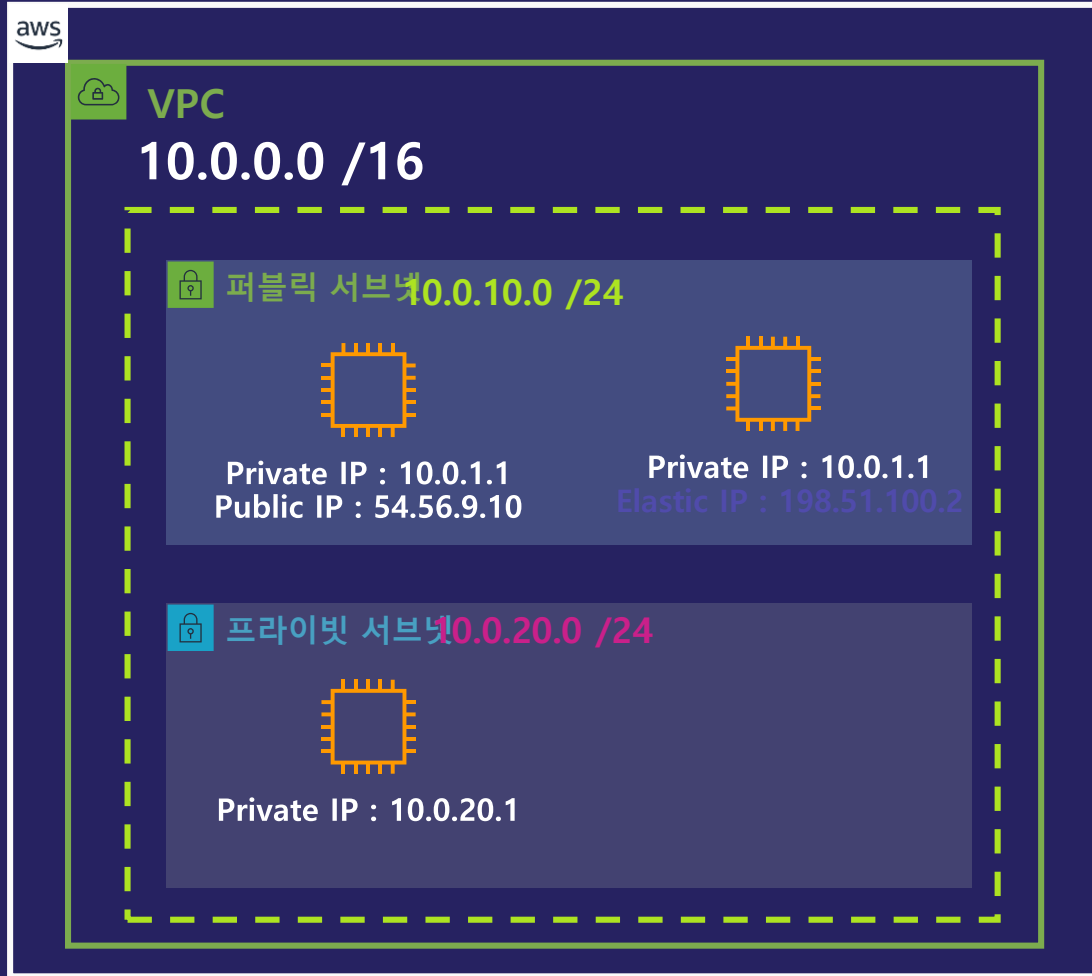 aws
VPC
10.0.0.0 /16
퍼블릭 서브넷 10.0.10.0 /24
Private IP : 10.0.1.1
Public IP : 54.56.9.10
Private IP : 10.0.1.1
Elastic IP : 198.51.100.2
프라이빗 서브넷 10.0.20.0 /24
Private IP : 10.0.20.1